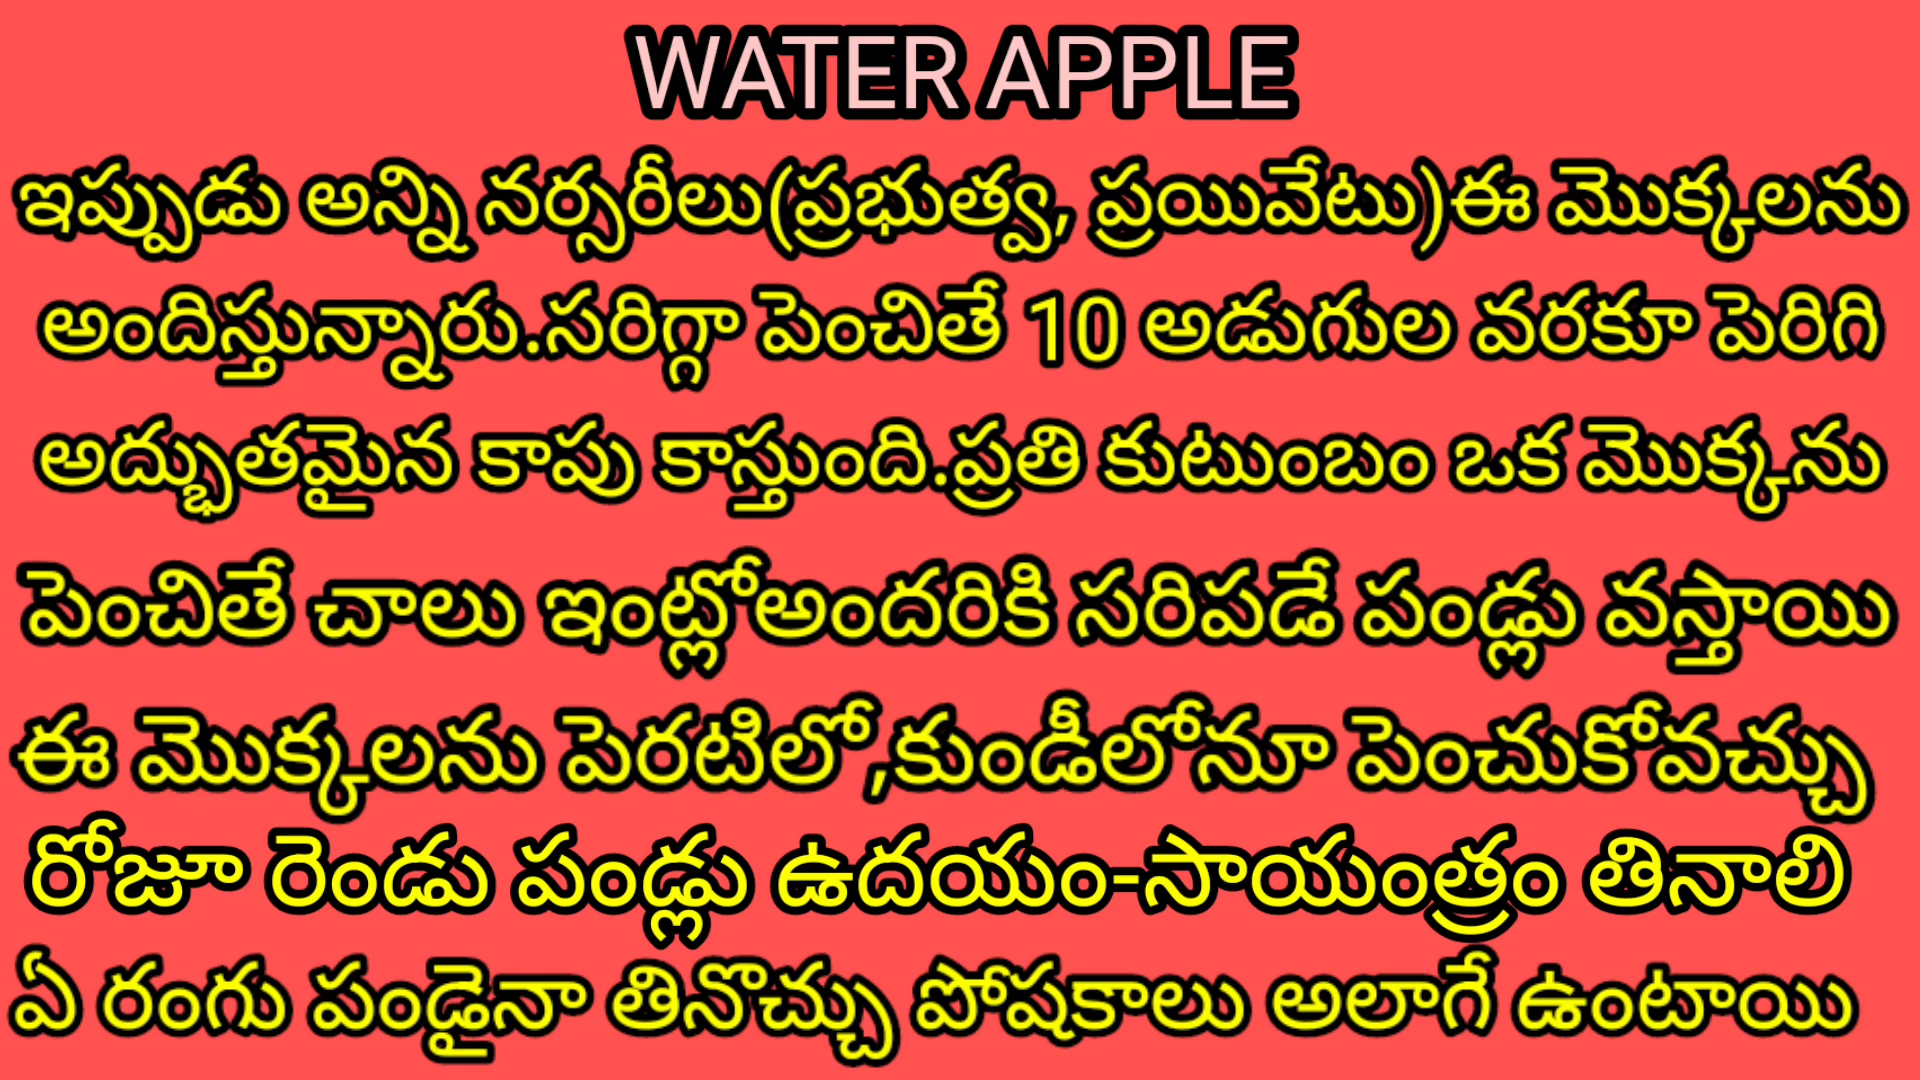 WATER APPLE
ఇప్పుడు అన్ని నర్సరీలు(ప్రభుత్వ, ప్రయివేటు)ఈ మొక్కలను
అందిస్తున్నారు.సరిగ్గా పెంచితే 10 అడుగుల వరకూ పెరిగి
అద్భుతమైన కాపు కాస్తుంది.ప్రతి కుటుంబం ఒక మొక్కను
పెంచితే చాలు ఇంట్లోఅందరికి సరిపడే పండ్లు వస్తాయి
ఈ మొక్కలను పెరటిలో,కుండీలోనూ పెంచుకోవచ్చు
రోజూ రెండు పండ్లు ఉదయం-సాయంత్రం తినాలి
ఏ రంగు పండైనా తినొచ్చు పోషకాలు అలాగే ఉంటాయి